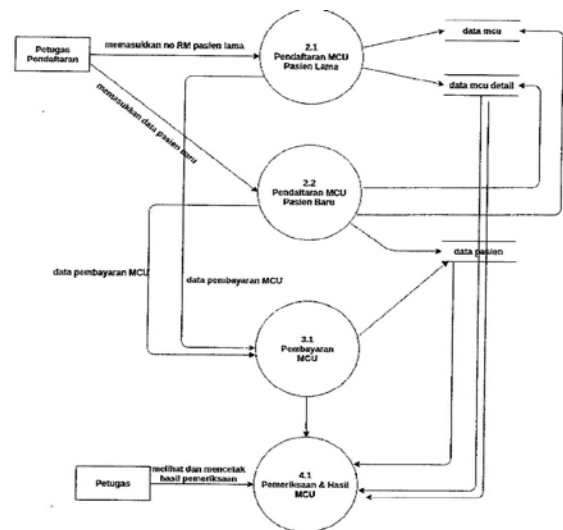 Petugas
Pendaftaran
memasukkan no RM pasien lama
2.1
Pendaftaran MCU
Pasien Lama
data mcu
data mcu detail
memasukkan data pasien baru
2.2
Pendaftaran MCU
Pasien Baru
data pasien
data pembayaran MCU
data pembayaran MCU
3.1
Pembayaran
MCU
Petugas
melihat dan mencetak
hasil pemeriksaan
4.1
Pemeriksaan & Hasil
MCU